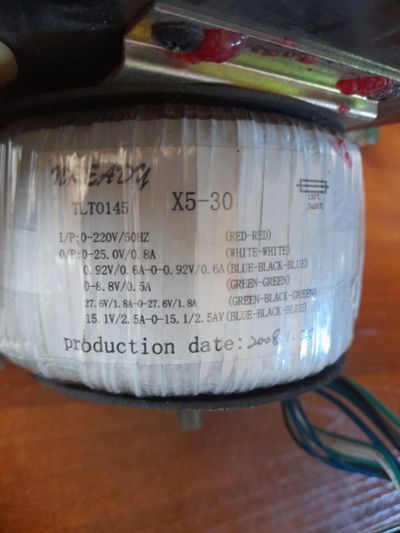 N-READY
TLT0145 X5-30
130℃
I/P:0-220V/50HZ (RED-RED)
O/P:0-25.0V/0.8A (WHITE-WHITE)
0.92V/0.6A-0-0.92V/0.6A(BLUE-BLACK-BLUE)
0-6.8V/0.5A (GREEN-GREEN)
27.6V/1.8A-0-27.6V/1.8A (GREEN-BLACK-GREEN)
15.1V/2.5A-0-15.1/2.5AV(BLUE-BLACK-BLUE)
production date: 2008